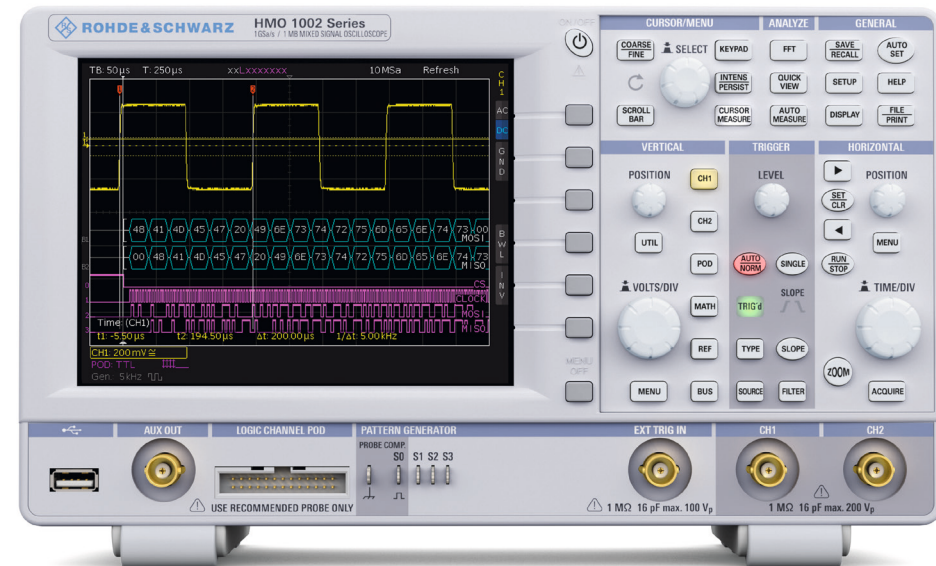 ROHDE & SCHWARZ
HMO 1002 Series
1GSa/s / 1 MB MIXED SIGNAL OSCILLOSCOPE
ON/OFF
TB: 50µs T: 250µs xxLxxxxxxx 10MSa Refresh
CH1
AC
DC
GND
BWL
INV
48 41 4D 45 47 20 49 6E 73 74 72 75 6D 65 6E 74 73 00
MOSI
00 48 41 4D 45 47 20 49 6E 73 74 72 75 6D 65 6E 74 73
MISO
CS
CLOCK
MOSI
MISO
Time: (CH1)
t1: -5.50µs t2: 194.50µs Δt: 200.00µs 1/Δt: 5.00kHz
CH1: 200mV
POD: TTL
Gen. 5kHz
MENU OFF
CURSOR/MENU
COARSE FINE
SELECT
KEYPAD
INTENS PERSIST
SCROLL BAR
CURSOR MEASURE
ANALYZE
FFT
QUICK VIEW
AUTO MEASURE
GENERAL
SAVE RECALL
AUTO SET
SETUP
HELP
DISPLAY
FILE PRINT
VERTICAL
POSITION
CH1
CH2
UTIL
POD
VOLTS/DIV
MATH
REF
MENU
BUS
TRIGGER
LEVEL
AUTO NORM
SINGLE
TRIG'd
SLOPE
TYPE
SLOPE
SOURCE
FILTER
HORIZONTAL
POSITION
SET CLR
MENU
RUN STOP
TIME/DIV
ZOOM
ACQUIRE
AUX OUT
LOGIC CHANNEL POD
USE RECOMMENDED PROBE ONLY
PATTERN GENERATOR
PROBE COMP.
S0 S1 S2 S3
EXT TRIG IN
1 MΩ 16 pF max. 100 Vp
CH1
CH2
1 MΩ 16 pF max. 200 Vp